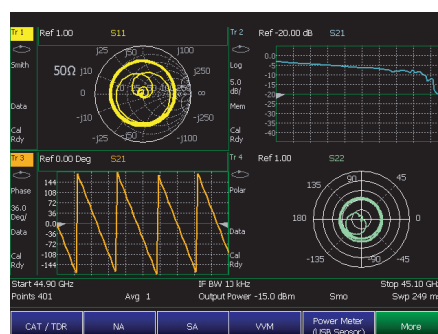 Tr 1 Ref 1.00 S11
Smith
Data
Cal
Rdy
50Ω
j10 j25 j50 j100 j250
0 ∞
-j10 -j25 -j50 -j100 -j250
Tr 2 Ref -20.00 dB S21
Log
5.0
dB/
Mem
Cal
Rdy
0.0
-5
-10
-15
-20
-25
-30
-35
-40
Tr 3 Ref 0.00 Deg S21
Phase
36.0
Deg/
Data
Cal
Rdy
144
108
72
36
0.0
-36
-72
-108
-144
Tr 4 Ref 1.00 S22
Polar
Data
Cal
Rdy
90
135 45
180 0
-135 -45
-90
Start 44.90 GHz IF BW 10 kHz Stop 45.10 GHz
Points 401 Avg 1 Output Power -15.0 dBm Smo Swp 249 m
CAT / TDR NA SA VVM Power Meter (USB Sensor) More